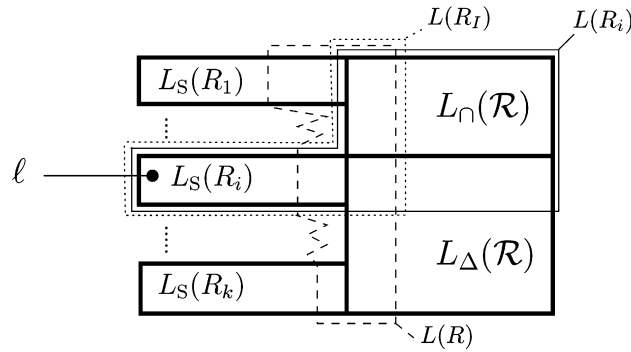 L(R_I)
L(R_i)
L_S(R_1)
L_∩(ℛ)
ℓ
L_S(R_i)
L_Δ(ℛ)
L_S(R_k)
L(R)